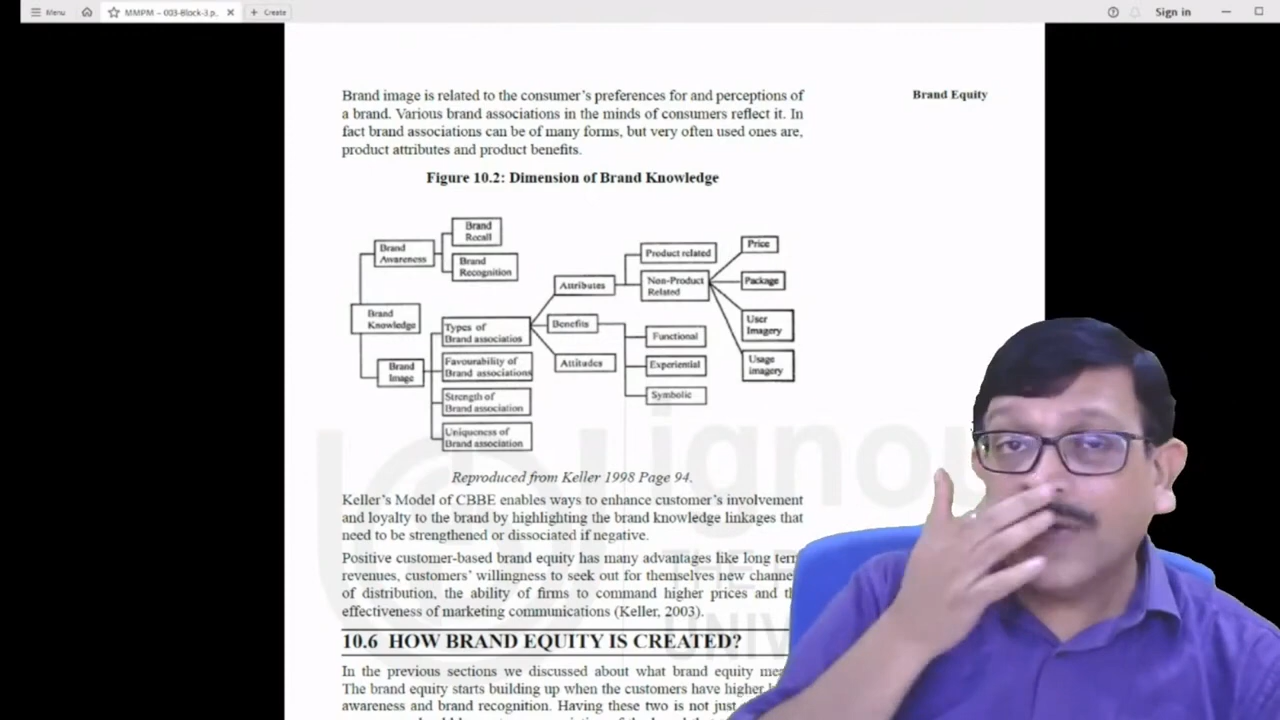 Menu
MMPM - 003-Block-3.p..
Create
Sign in
Brand image is related to the consumer's preferences for and perceptions of
a brand. Various brand associations in the minds of consumers reflect it. In
fact brand associations can be of many forms, but very often used ones are,
product attributes and product benefits.
Brand Equity
Figure 10.2: Dimension of Brand Knowledge
Brand
Recall
Brand
Awareness
Brand
Recognition
Brand
Knowledge
Brand
Image
Types of
Brand association
Favourability of
Brand associations
Strength of
Brand association
Uniqueness of
Brand association
Attributes
Benefits
Attitudes
Product related
Non-Product
Related
Functional
Experiential
Symbolic
Price
Package
User
Imagery
Usage
imagery
Reproduced from Keller 1998 Page 94.
Keller's Model of CBBE enables ways to enhance customer's involvement
and loyalty to the brand by highlighting the brand knowledge linkages that
need to be strengthened or dissociated if negative.
Positive customer-based brand equity has many advantages like long term
revenues, customers' willingness to seek out for themselves new channe
of distribution, the ability of firms to command higher prices and th
effectiveness of marketing communications (Keller, 2003).
10.6 HOW BRAND EQUITY IS CREATED?
In the previous sections we discussed about what brand equity mea
The brand equity starts building up when the customers have higher
awareness and brand recognition. Having these two is not just
ignou
THE PE
UNIV